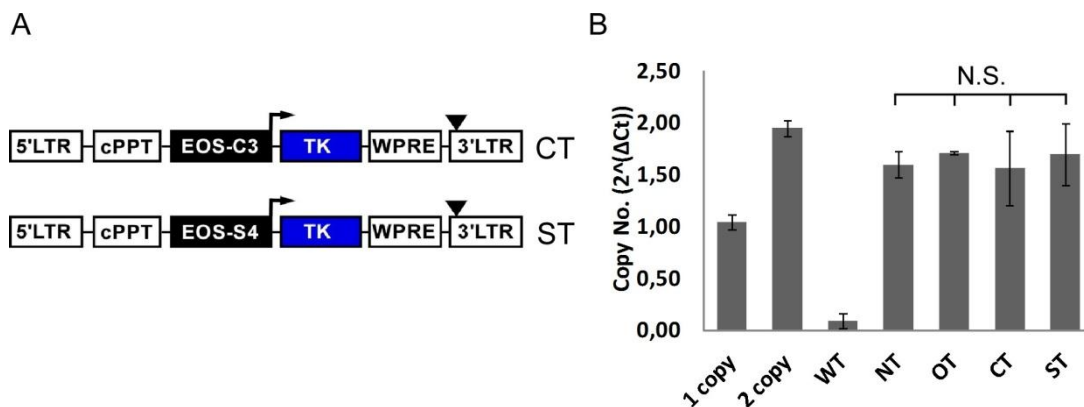 A
5'LTR cPPT EOS-C3 TK WPRE 3'LTR CT
5'LTR cPPT EOS-S4 TK WPRE 3'LTR ST
B
Copy No. (2^(ΔCt))
2,50
2,00
1,50
1,00
0,50
0,00
N.S.
1 copy 2 copy WT NT OT CT ST